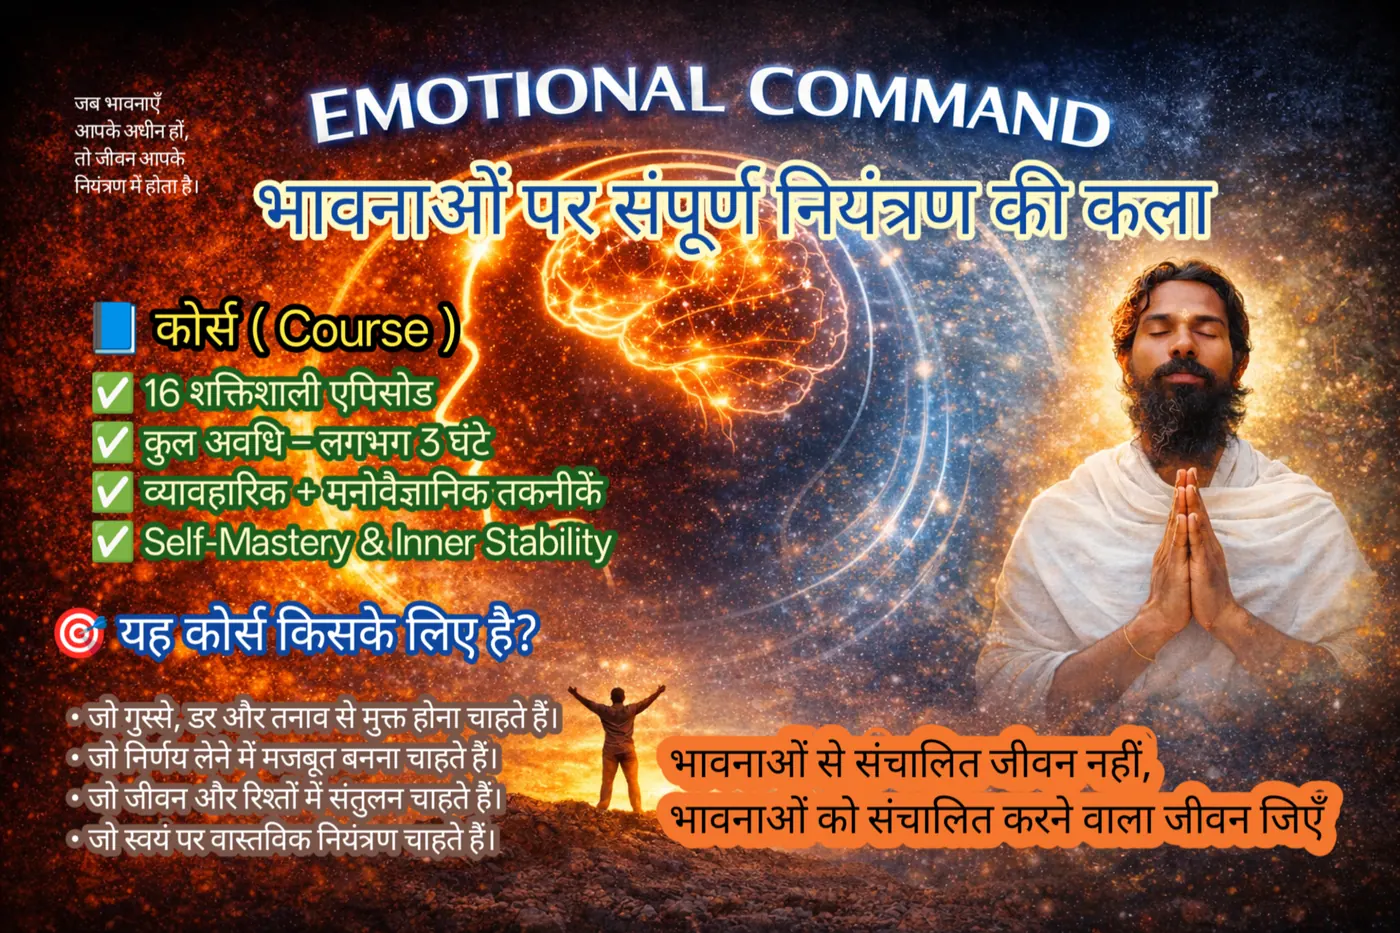 EMOTIONAL COMMAND
भावनाओं पर संपूर्ण नियंत्रण की कला
जब भावनाएँ
आपके अधीन हों,
तो जीवन आपके
नियंत्रण में होता है।
📘 कोर्स ( Course )
✅ 16 शक्तिशाली एपिसोड
✅ कुल अवधि – लगभग 3 घंटे
✅ व्यावहारिक + मनोवैज्ञानिक तकनीकें
✅ Self-Mastery & Inner Stability
🎯 यह कोर्स किसके लिए है?
• जो गुस्से, डर और तनाव से मुक्त होना चाहते हैं।
• जो निर्णय लेने में मजबूत बनना चाहते हैं।
• जो जीवन और रिश्तों में संतुलन चाहते हैं।
• जो स्वयं पर वास्तविक नियंत्रण चाहते हैं।
भावनाओं से संचालित जीवन नहीं,
भावनाओं को संचालित करने वाला जीवन जिएँ